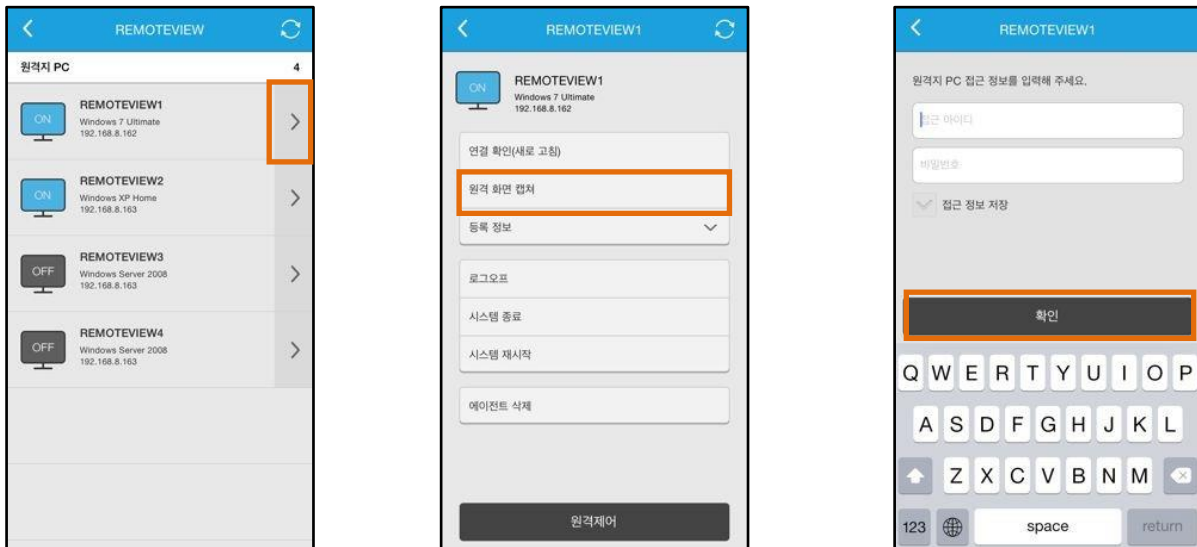 REMOTEVIEW
원격지 PC 4
ON
REMOTEVIEW1
Windows 7 Ultimate
192.168.8.162
ON
REMOTEVIEW2
Windows XP Home
192.168.8.163
OFF
REMOTEVIEW3
Windows Server 2008
192.168.8.163
OFF
REMOTEVIEW4
Windows Server 2008
192.168.8.163
REMOTEVIEW1
ON
REMOTEVIEW1
Windows 7 Ultimate
192.168.8.162
연결 확인(새로 고침)
원격 화면 캡쳐
등록 정보
로그오프
시스템 종료
시스템 재시작
에이전트 삭제
원격제어
REMOTEVIEW1
원격지 PC 접근 정보를 입력해 주세요.
접근 아이디
비밀번호
접근 정보 저장
확인
Q W E R T Y U I O P
A S D F G H J K L
Z X C V B N M
123 space return